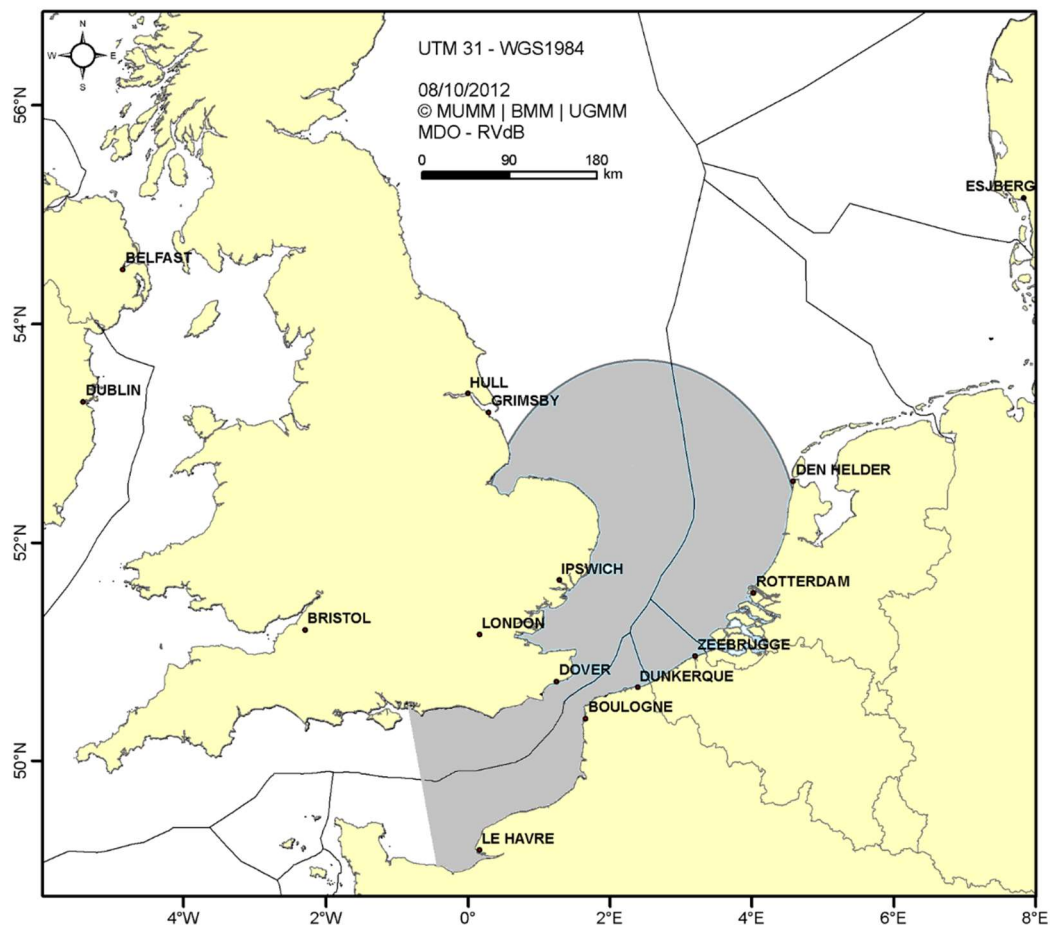 N
W E
S
UTM 31 - WGS1984
08/10/2012
© MUMM | BMM | UGMM
MDO - RVdB
0 90 180
km
56°N
54°N
52°N
50°N
ESJBERG
BELFAST
DUBLIN
HULL
GRIMSBY
DEN HELDER
IPSWICH
ROTTERDAM
BRISTOL
LONDON
ZEEBRUGGE
DOVER
DUNKERQUE
BOULOGNE
LE HAVRE
4°W 2°W 0° 2°E 4°E 6°E 8°E